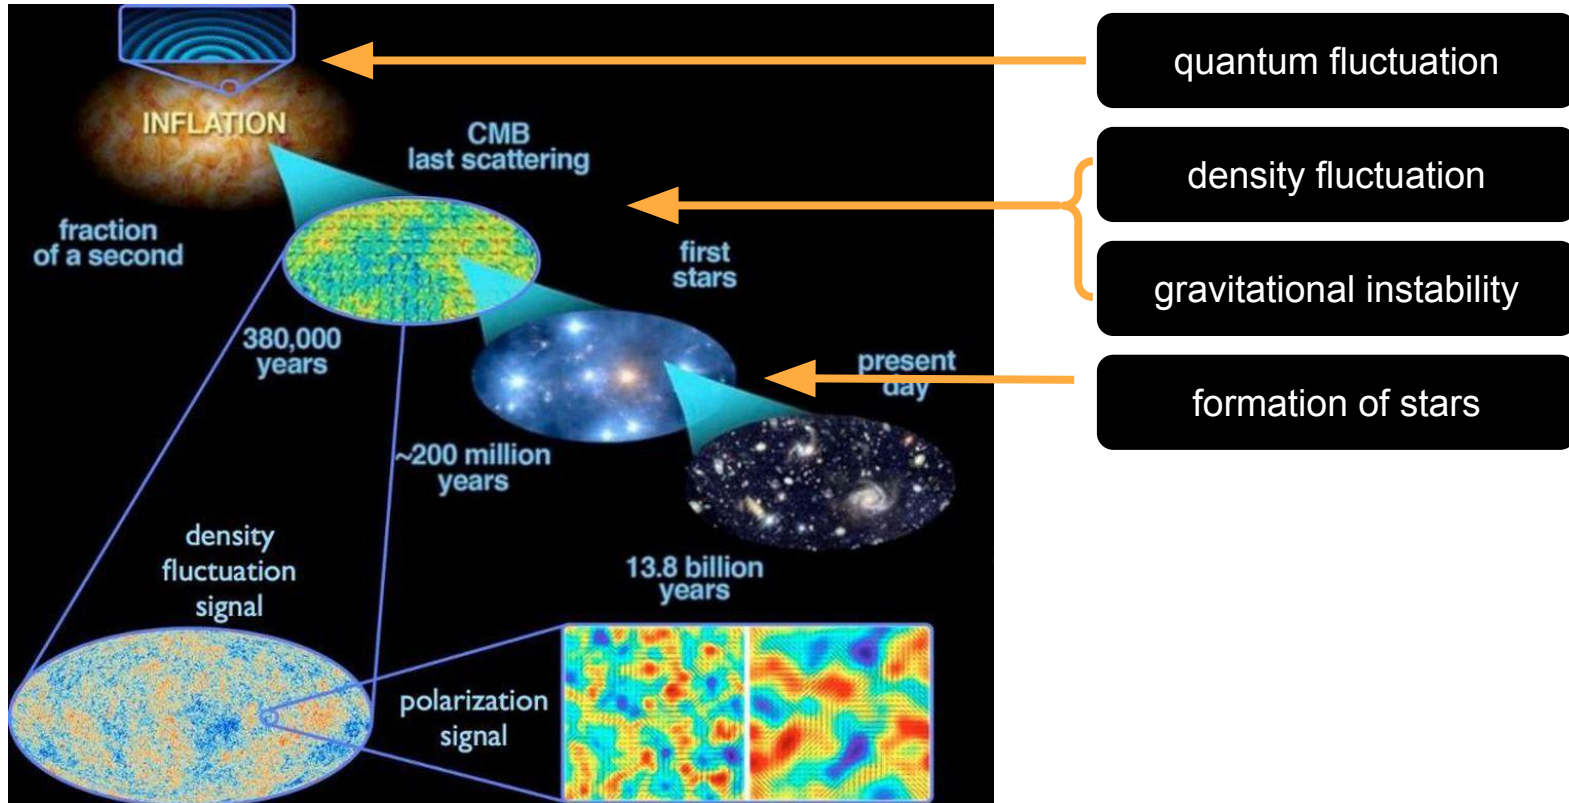 quantum fluctuation
INFLATION
CMB
last scattering
density fluctuation
fraction
of a second
first
stars
gravitational instability
380,000
years
present
day
formation of stars
~200 million
years
density
fluctuation
signal
13.8 billion
years
polarization
signal